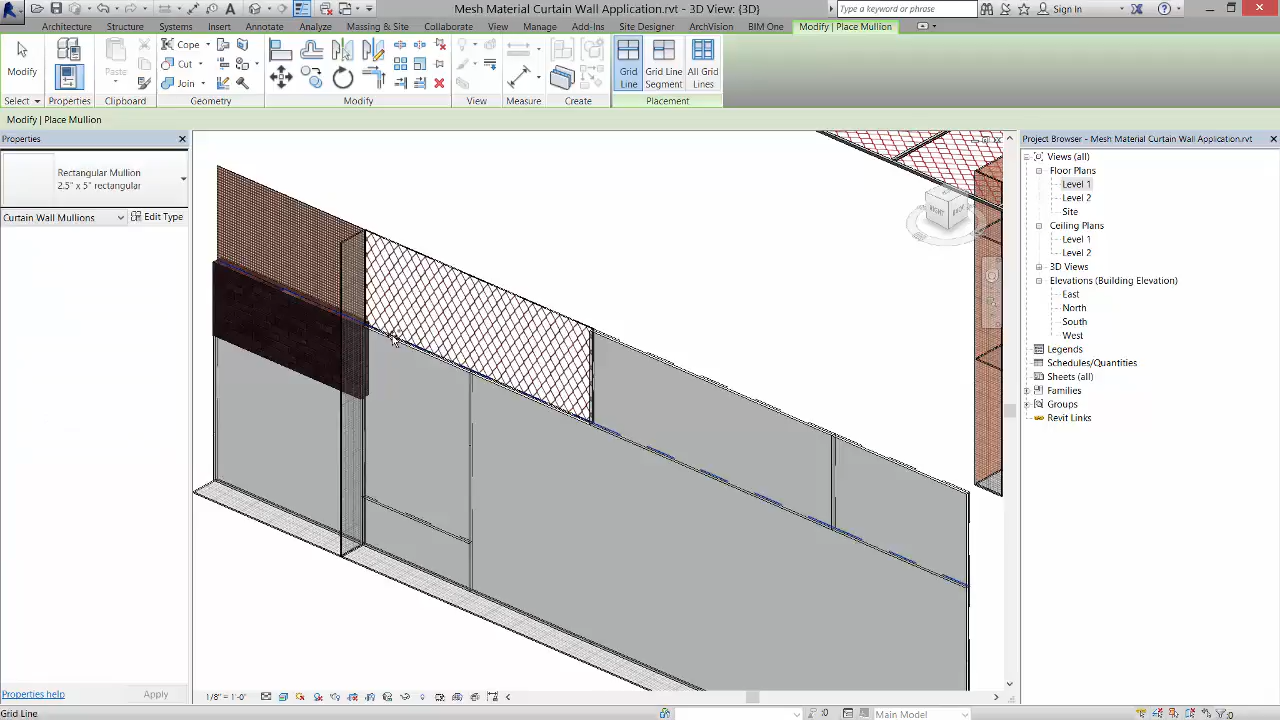 Mesh Material Curtain Wall Application.rvt - 3D View: {3D}
Type a keyword or phrase
Sign In
Architecture Structure Systems Insert Annotate Analyze Massing & Site Collaborate View Manage Add-Ins Site Designer ArchVision BIM One Modify | Place Mullion
Modify
Paste
Cope
Cut
Join
Grid Line
Grid Line Segment
All Grid Lines
Select Properties Clipboard Geometry Modify View Measure Create Placement
Modify | Place Mullion
Properties
Rectangular Mullion
2.5" x 5" rectangular
Curtain Wall Mullions
Edit Type
Properties help
Apply
RIGHT
Project Browser - Mesh Material Curtain Wall Application.rvt
Views (all)
Floor Plans
Level 1
Level 2
Site
Ceiling Plans
Level 1
Level 2
3D Views
Elevations (Building Elevation)
East
North
South
West
Legends
Schedules/Quantities
Sheets (all)
Families
Groups
Revit Links
1/8" = 1'-0"
Grid Line
:0
Main Model
:0